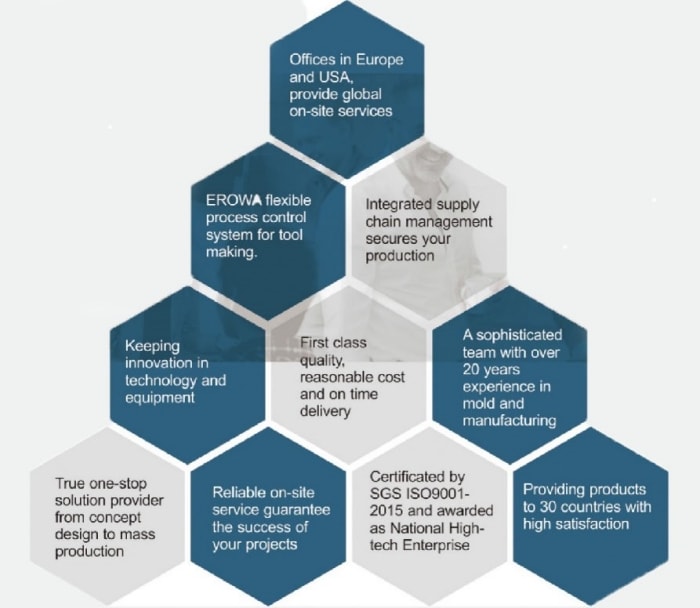 Offices in Europe
and USA,
provide global
on-site services
EROWA flexible
process control
system for tool
making.
Integrated supply
chain management
secures your
production
Keeping
innovation in
technology and
equipment
First class
quality,
reasonable cost
and on time
delivery
A sophisticated
team with over
20 years
experience in
mold and
manufacturing
True one-stop
solution provider
from concept
design to mass
production
Reliable on-site
service guarantee
the success of
your projects
Certificated by
SGS ISO9001-
2015 and awarded
as National High-
tech Enterprise
Providing products
to 30 countries with
high satisfaction